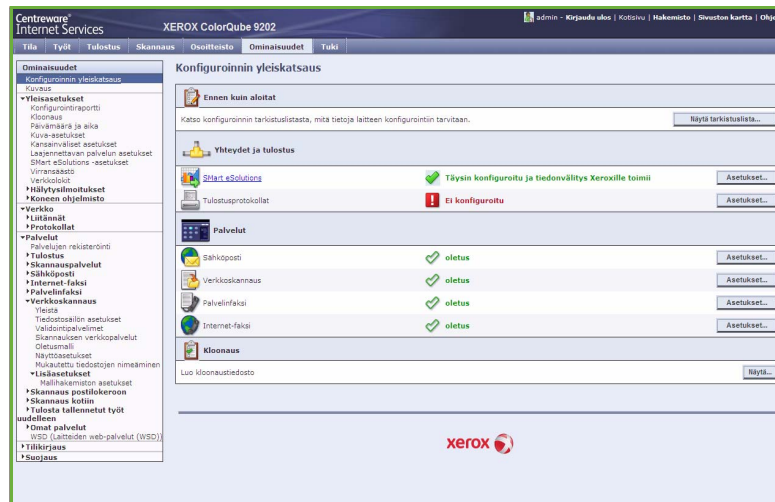 Centreware®
Internet Services
XEROX ColorQube 9202
admin - Kirjaudu ulos | Kotisivu | Hakemisto | Sivuston kartta | Ohje
Tila Työt Tulostus Skannaus Osoitteisto Ominaisuudet Tuki
Ominaisuudet
Konfiguroinnin yleiskatsaus
Kuvaus
Yleisasetukset
Konfigurointiraportti
Kloonaus
Päivämäärä ja aika
Kuva-asetukset
Kansainväliset asetukset
Laajennettavan palvelun asetukset
SMart eSolutions -asetukset
Virransäästö
Verkkolokit
Hälytysilmoitukset
Koneen ohjelmisto
Verkko
Liitännät
Protokollat
Palvelut
Palvelujen rekisteröinti
Tulostus
Skannauspalvelut
Sähköposti
Internet-faksi
Palvelinfaksi
Verkkoskannaus
Yleistä
Tiedostosäilön asetukset
Validointipalvelimet
Skannauksen verkkopalvelut
Oletusmalli
Näyttöasetukset
Mukautettu tiedostojen nimeäminen
Lisäasetukset
Mallihakemiston asetukset
Skannaus postilokeroon
Skannaus kotiin
Tulosta tallennetut työt
uudelleen
Omat palvelut
WSD (Laitteiden web-palvelut (WSD))
Tilikirjaus
Suojaus
Konfiguroinnin yleiskatsaus
Ennen kuin aloitat
Katso konfiguroinnin tarkistuslistasta, mitä tietoja laitteen konfigurointiin tarvitaan. Näytä tarkistuslista...
Yhteydet ja tulostus
SMart eSolutions Täysin konfiguroitu ja tiedonvälitys Xeroxille toimii Asetukset...
Tulostusprotokollat Ei konfiguroitu Asetukset...
Palvelut
Sähköposti oletus Asetukset...
Verkkoskannaus oletus Asetukset...
Palvelinfaksi oletus Asetukset...
Internet-faksi oletus Asetukset...
Kloonaus
Luo kloonaustiedosto Näytä...
xerox